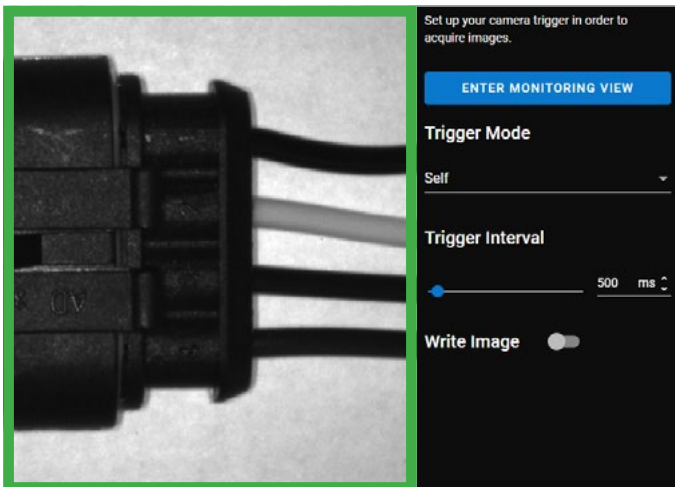 Set up your camera trigger in order to
acquire images.
ENTER MONITORING VIEW
Trigger Mode
Self
Trigger Interval
500 ms
Write Image